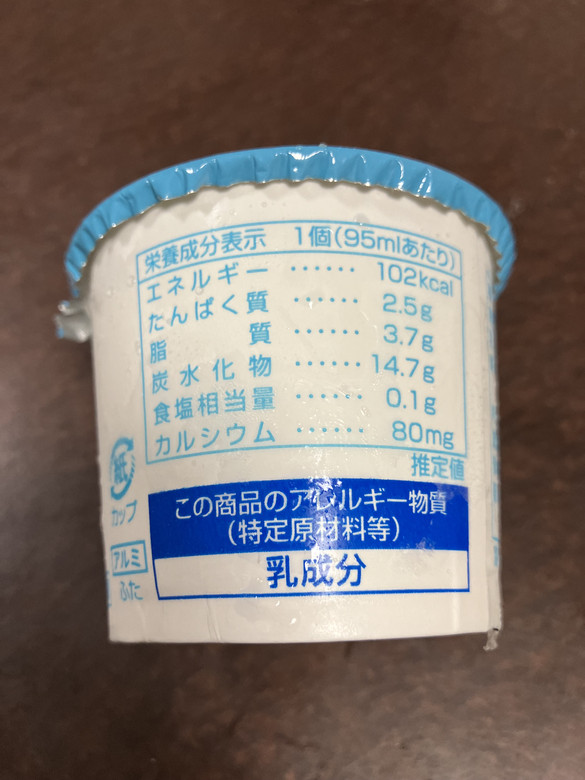 栄養成分表示 1個(95mlあたり)
エネルギー ‥‥‥ 102kcal
たんぱく質 ‥‥‥ 2.5g
脂質 ‥‥‥ 3.7g
炭水化物 ‥‥‥ 14.7g
食塩相当量 ‥‥‥ 0.1g
カルシウム ‥‥‥ 80mg
推定値
紙
カップ
アルミ
ふた
この商品のアレルギー物質
(特定原材料等)
乳成分